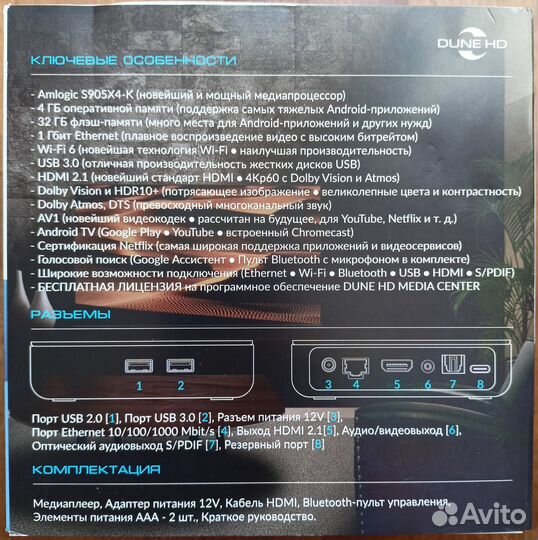 DUNE HD
КЛЮЧЕВЫЕ ОСОБЕННОСТИ
- Amlogic S905X4-K (новейший и мощный медиапроцессор)
- 4 ГБ оперативной памяти (поддержка самых тяжелых Android-приложений)
- 32 ГБ флэш-памяти (много места для Android-приложений и других нужд)
- 1 Гбит Ethernet (плавное воспроизведение видео с высоким битрейтом)
- Wi-Fi 6 (новейшая технология Wi-Fi ● наилучшая производительность)
- USB 3.0 (отличная производительность жестких дисков USB)
- HDMI 2.1 (новейший стандарт HDMI ● 4Kp60 с Dolby Vision и Atmos)
- Dolby Vision и HDR10+ (потрясающее изображение ● великолепные цвета и контрастность)
- Dolby Atmos, DTS (превосходный многоканальный звук)
- AV1 (новейший видеокодек ● рассчитан на будущее, для YouTube, Netflix и т. д.)
- Android TV (Google Play ● YouTube ● встроенный Chromecast)
- Сертификация Netflix (самая широкая поддержка приложений и видеосервисов)
- Голосовой поиск (Google Ассистент ● Пульт Bluetooth с микрофоном в комплекте)
- Широкие возможности подключения (Ethernet ● Wi-Fi ● Bluetooth ● USB ● HDMI ● S/PDIF)
- БЕСПЛАТНАЯ ЛИЦЕНЗИЯ на программное обеспечение DUNE HD MEDIA CENTER
РАЗЪЕМЫ
1 2 3 4 5 6 7 8
Порт USB 2.0 [1], Порт USB 3.0 [2], Разъем питания 12V [3],
Порт Ethernet 10/100/1000 Mbit/s [4], Выход HDMI 2.1[5], Аудио/видеовыход [6],
Оптический аудиовыход S/PDIF [7], Резервный порт [8]
КОМПЛЕКТАЦИЯ
Медиаплеер, Адаптер питания 12V, Кабель HDMI, Bluetooth-пульт управления,
Элементы питания AAA - 2 шт., Краткое руководство.
Avito